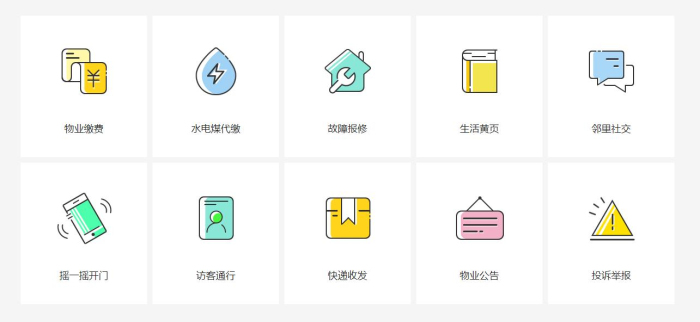 ¥
物业缴费
水电煤代缴
故障报修
生活黄页
邻里社交
摇一摇开门
访客通行
快递收发
物业公告
投诉举报